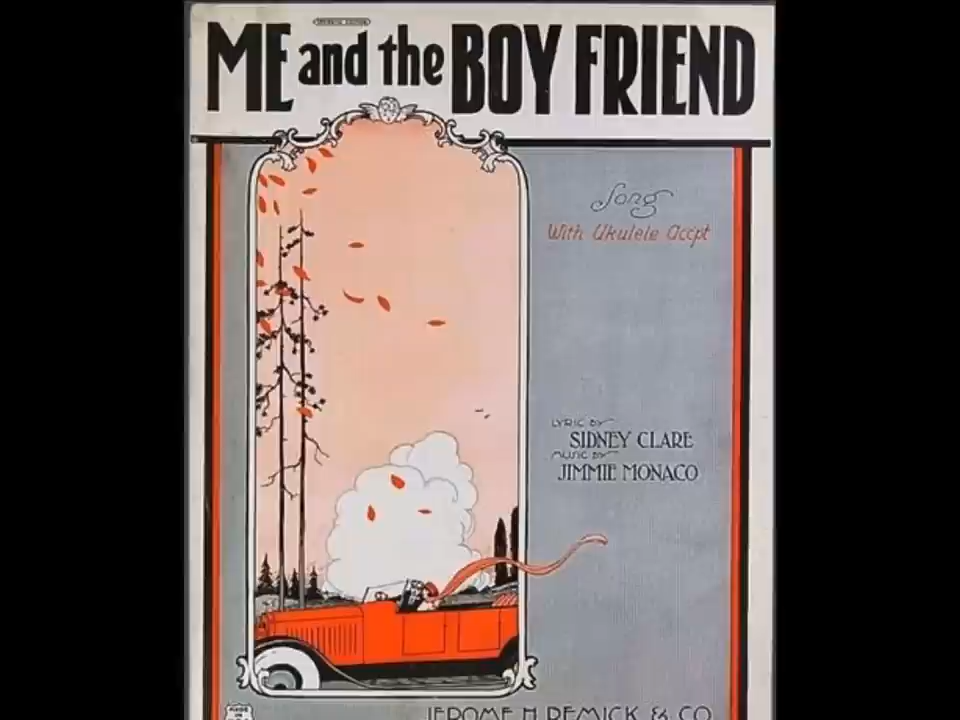 ME and the BOY FRIEND
Song
With Ukulele Accpt
LYRIC BY
SIDNEY CLARE
MUSIC BY
JIMMIE MONACO
JEROME H. REMICK & CO.